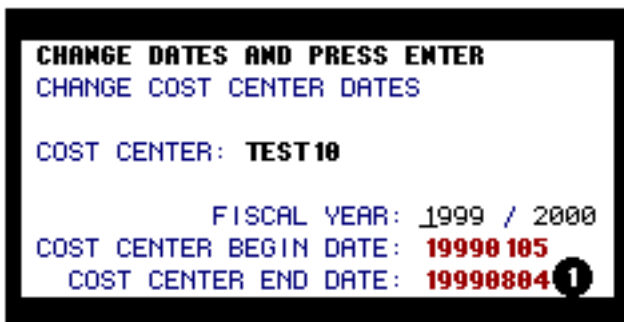 CHANGE DATES AND PRESS ENTER
CHANGE COST CENTER DATES
COST CENTER: TEST10
FISCAL YEAR: 1999 / 2000
COST CENTER BEGIN DATE: 19990105
COST CENTER END DATE: 19990804 1